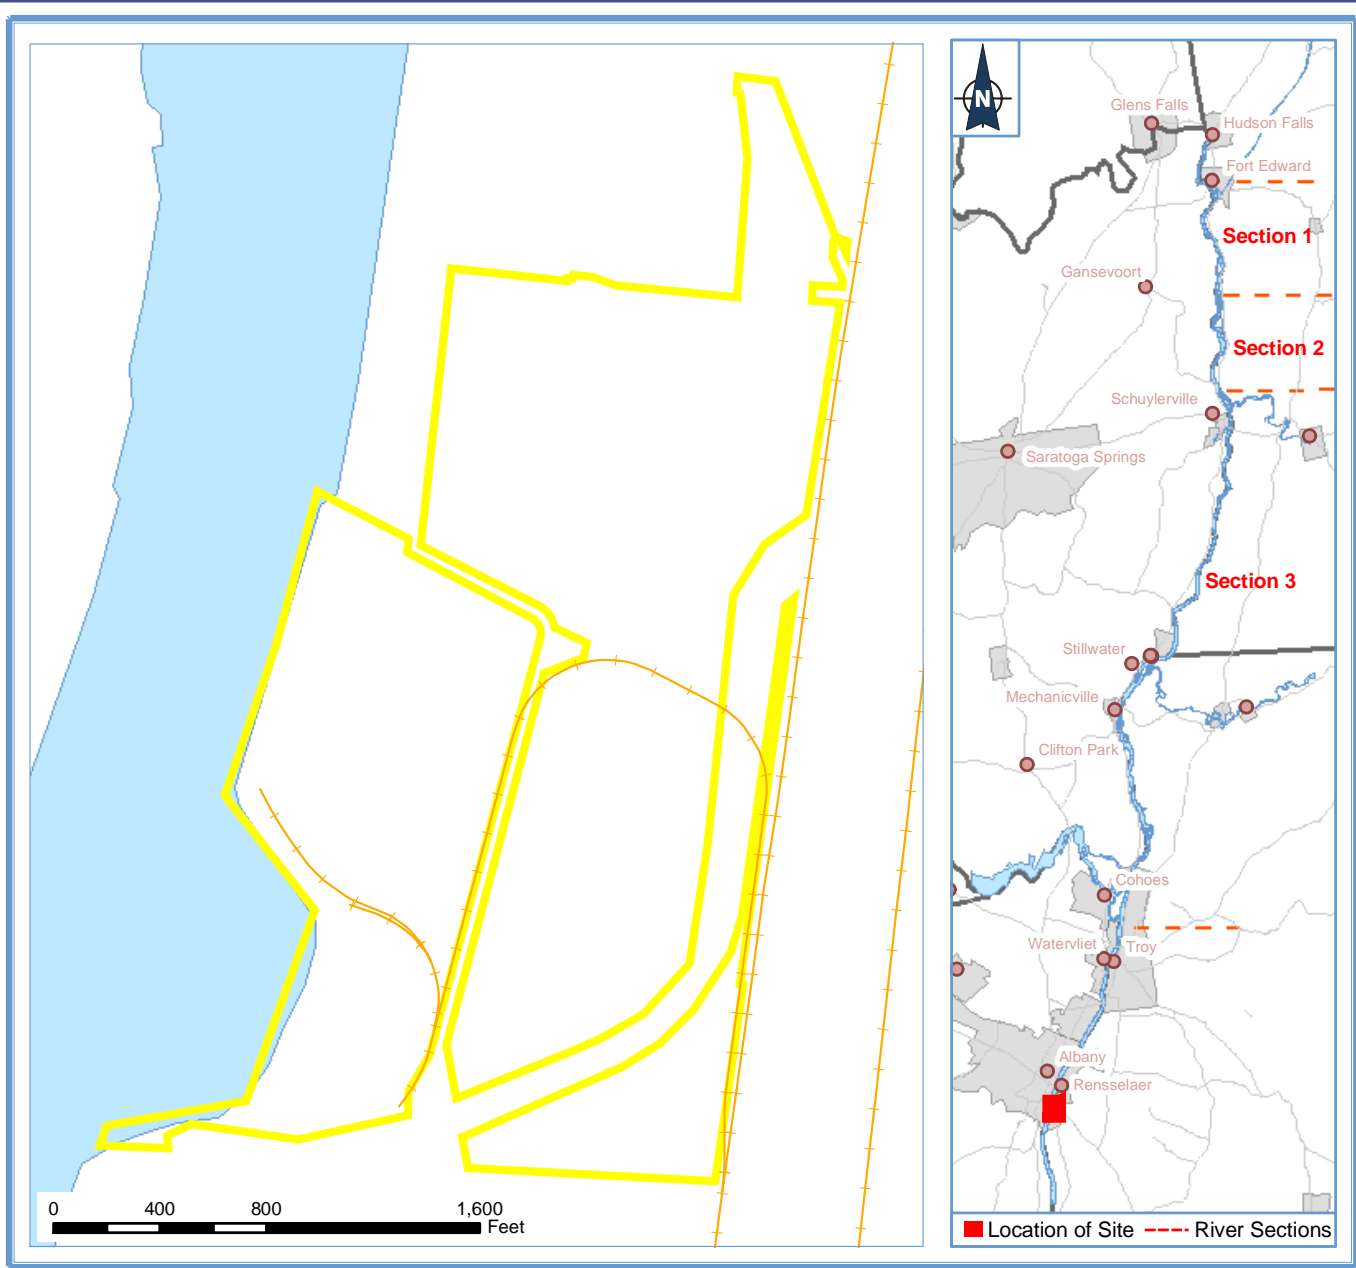 N
Glens Falls
Hudson Falls
Fort Edward
Section 1
Gansevoort
Section 2
Schuylerville
Saratoga Springs
Section 3
Stillwater
Mechanicville
Clifton Park
Cohoes
Watervliet
Troy
Albany
Rensselaer
0 400 800 1,600
Feet
Location of Site
River Sections